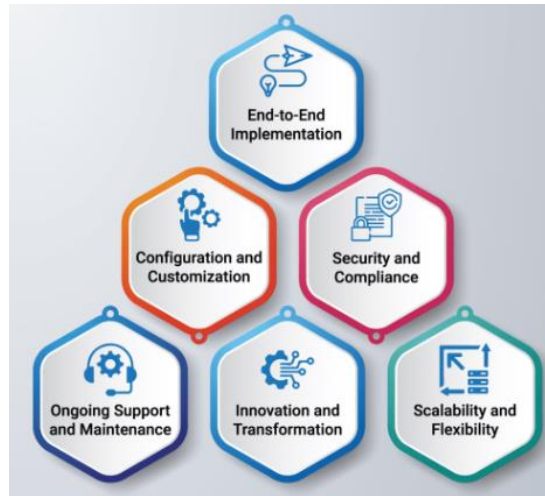 End-to-End
Implementation
Configuration and
Customization
Security and
Compliance
Ongoing Support
and Maintenance
Innovation and
Transformation
Scalability and
Flexibility